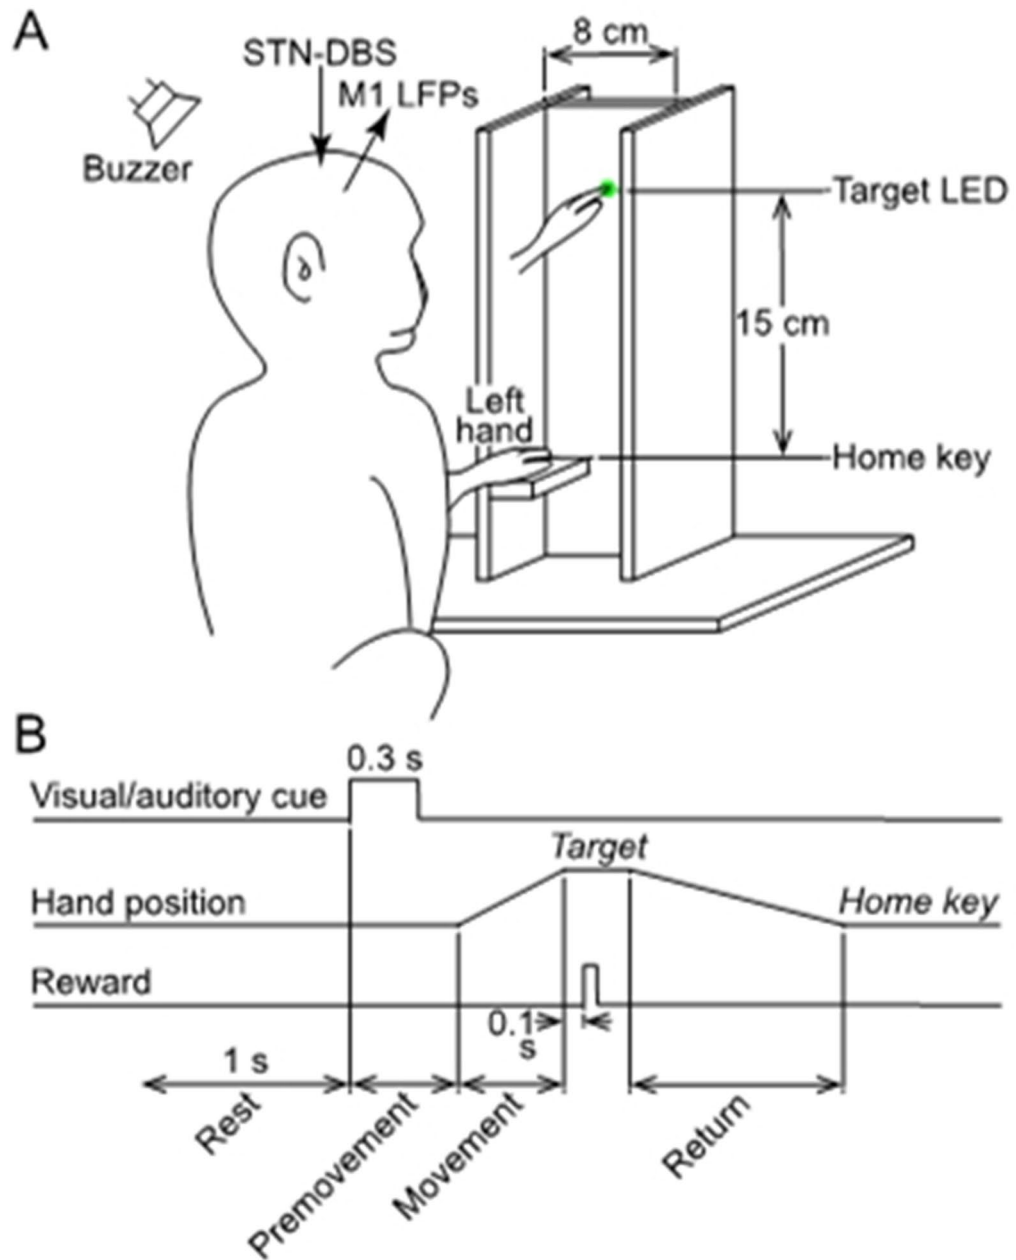 A
8 cm
STN-DBS
M1 LFPs
Buzzer
Target LED
15 cm
Left
hand
Home key
B
0.3 s
Visual/auditory cue
Target
Hand position
Home key
Reward
0.1
s
1 s
Rest
Premovement
Movement
Return